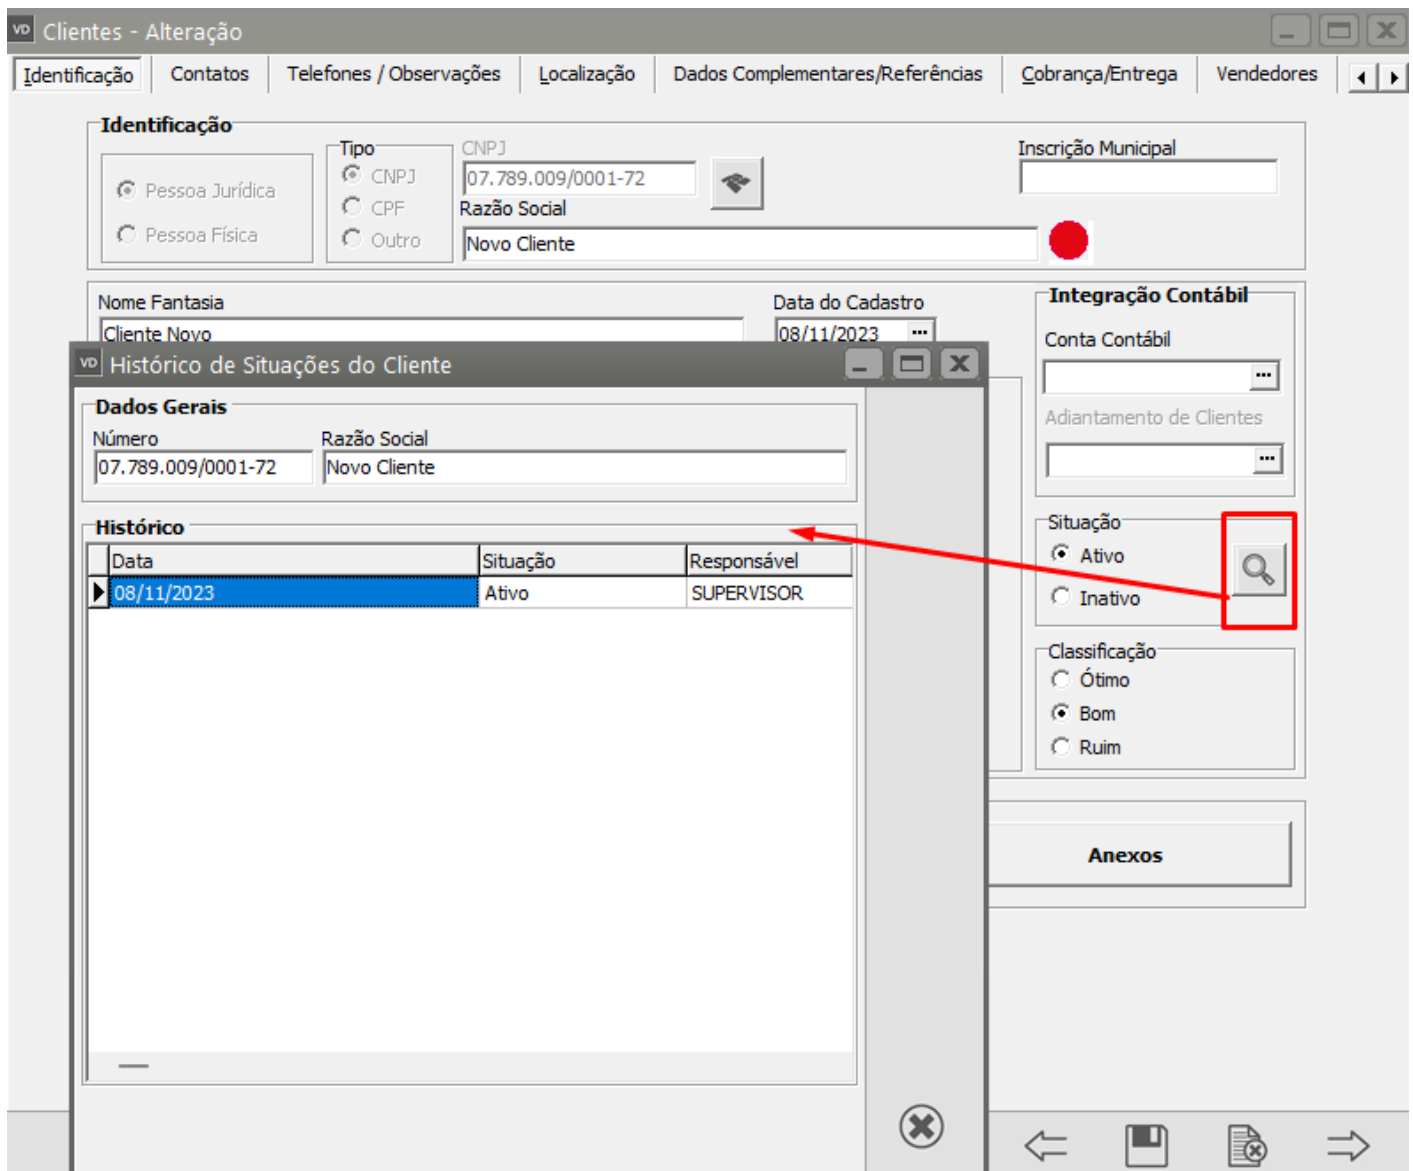 VD Clientes - Alteração
Identificação Contatos Telefones / Observações Localização Dados Complementares/Referências Cobrança/Entrega Vendedores
Identificação
Pessoa Jurídica
Pessoa Física
Tipo
CNPJ
CPF
Outro
CNPJ
07.789.009/0001-72
Razão Social
Novo Cliente
Inscrição Municipal
Nome Fantasia
Cliente Novo
Data do Cadastro
08/11/2023 ...
Integração Contábil
Conta Contábil
...
Adiantamento de Clientes
...
Situação
Ativo
Inativo
Classificação
Ótimo
Bom
Ruim
Anexos
VD Histórico de Situações do Cliente
Dados Gerais
Número Razão Social
07.789.009/0001-72 Novo Cliente
Histórico
Data Situação Responsável
08/11/2023 Ativo SUPERVISOR